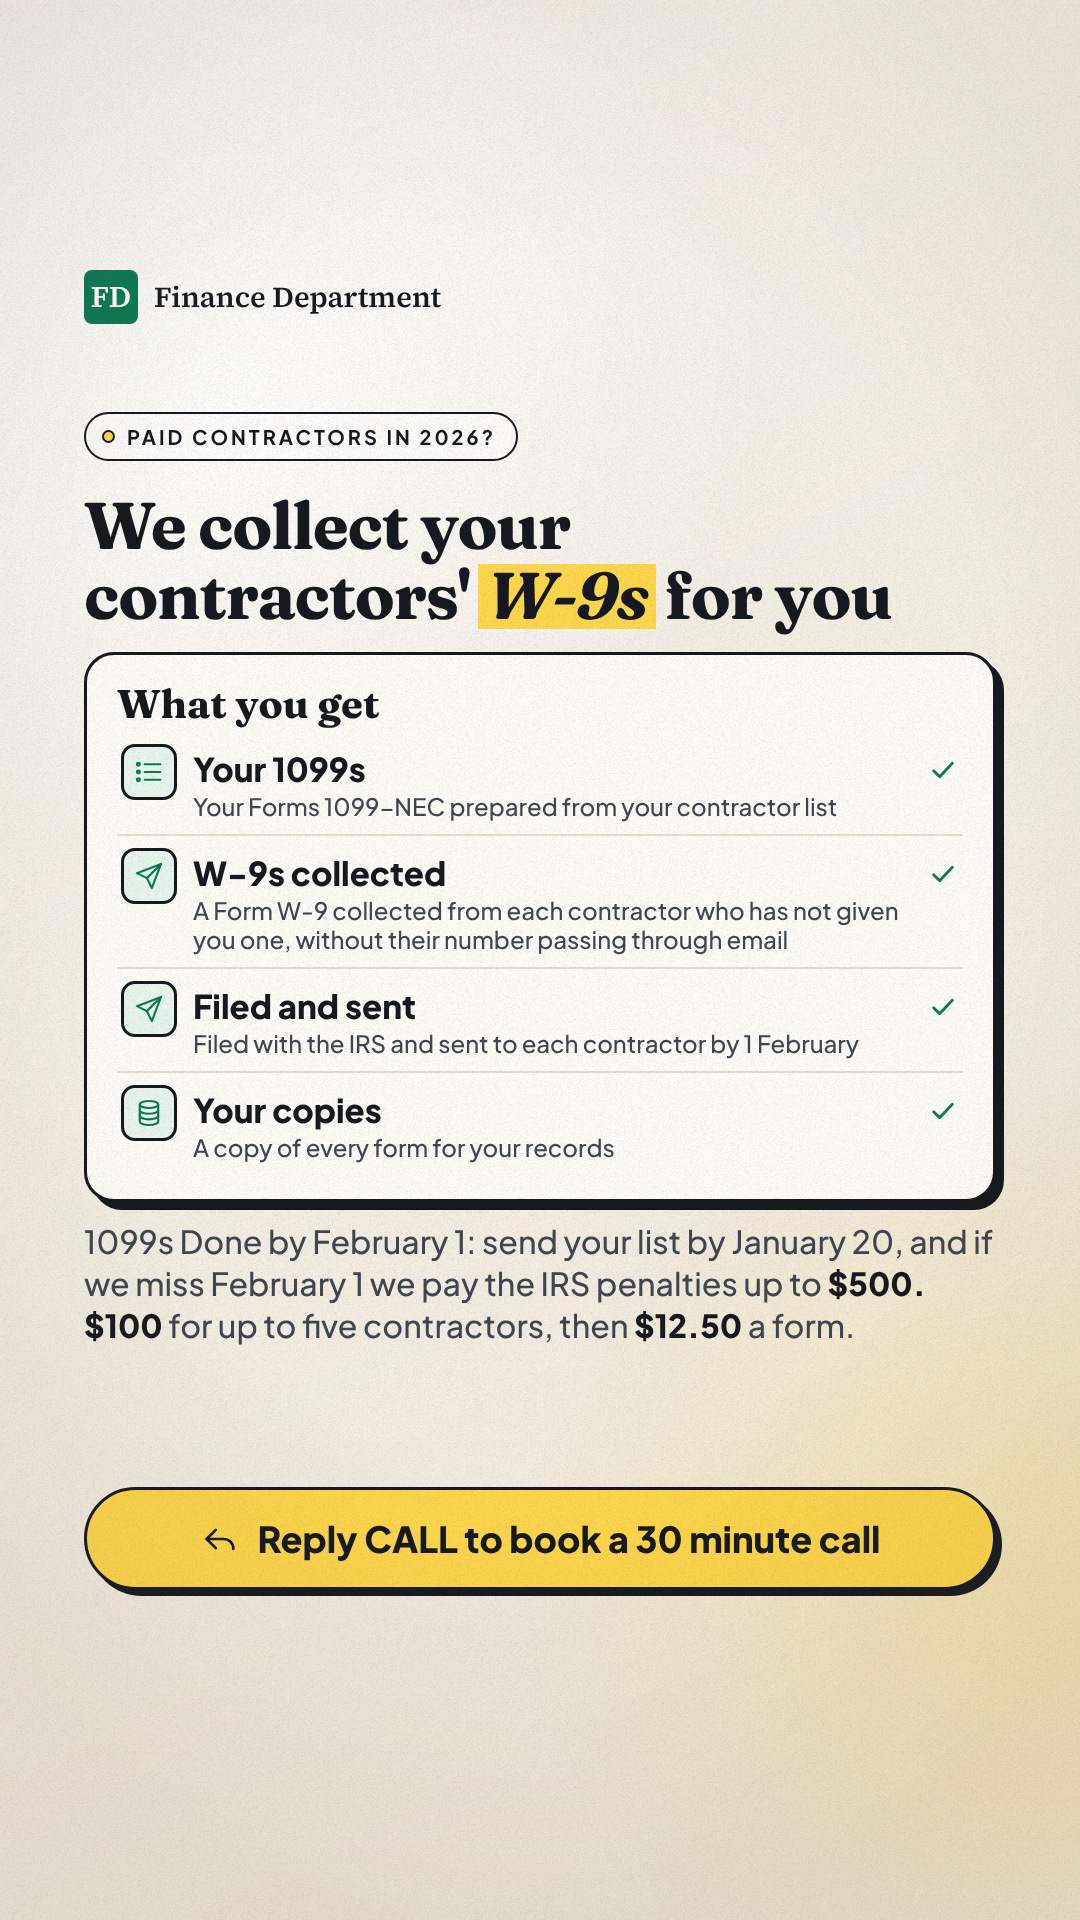 FD Finance Department
PAID CONTRACTORS IN 2026?
We collect your
contractors' W-9s for you
What you get
Your 1099s
Your Forms 1099-NEC prepared from your contractor list
W-9s collected
A Form W-9 collected from each contractor who has not given
you one, without their number passing through email
Filed and sent
Filed with the IRS and sent to each contractor by 1 February
Your copies
A copy of every form for your records
1099s Done by February 1: send your list by January 20, and if
we miss February 1 we pay the IRS penalties up to $500.
$100 for up to five contractors, then $12.50 a form.
Reply CALL to book a 30 minute call